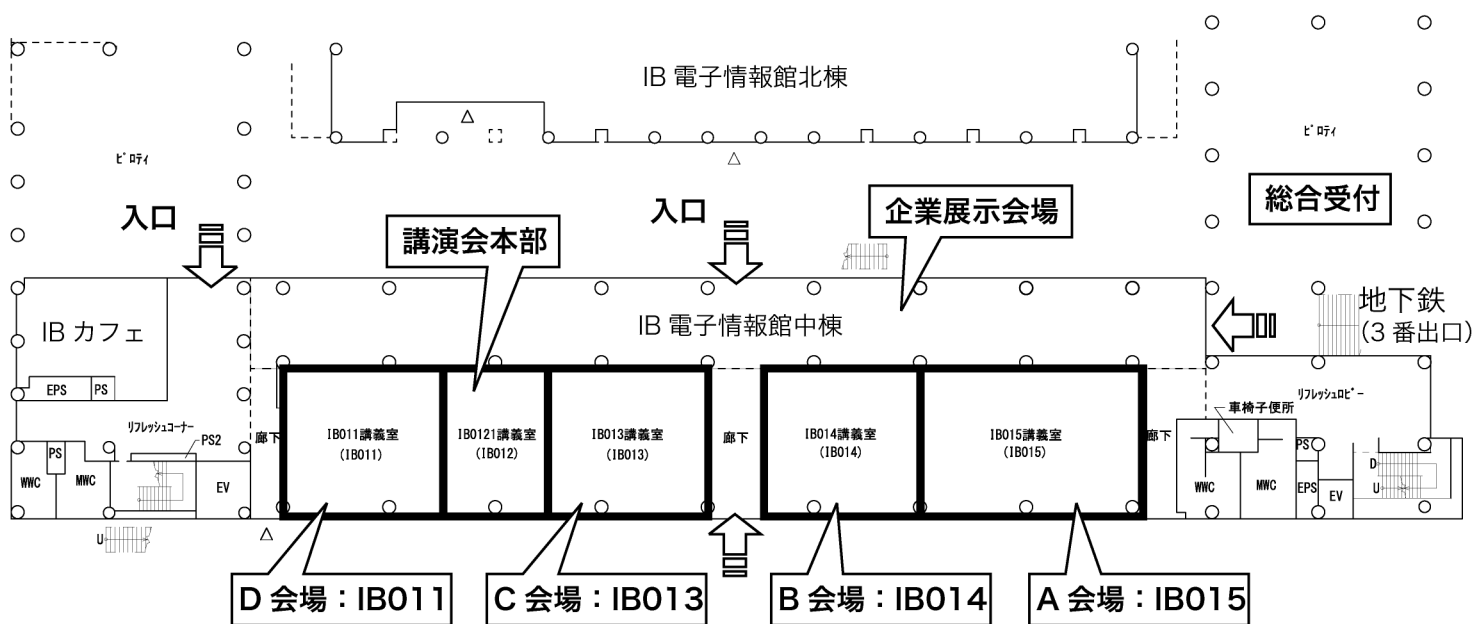 IB 電子情報館北棟
ピロティ
ピロティ
総合受付
入口
入口
企業展示会場
講演会本部
地下鉄
(3 番出口)
IB カフェ
IB 電子情報館中棟
EPS
PS
リフレッシュコーナー
PS2
PS
WWC
MWC
EV
U
廊下
IB011講義室
(IB011)
IB0121講義室
(IB012)
IB013講義室
(IB013)
廊下
IB014講義室
(IB014)
IB015講義室
(IB015)
廊下
リフレッシュロビー
車椅子便所
PS
WWC
MWC
EPS
EV
D
U
D 会場：IB011
C 会場：IB013
B 会場：IB014
A 会場：IB015